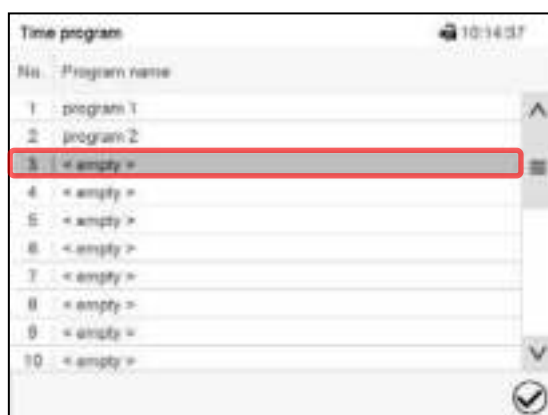 Time program 10:14:37
No. Program name
1 program 1
2 program 2
3 < empty >
4 < empty >
5 < empty >
6 < empty >
7 < empty >
8 < empty >
9 < empty >
10 < empty >